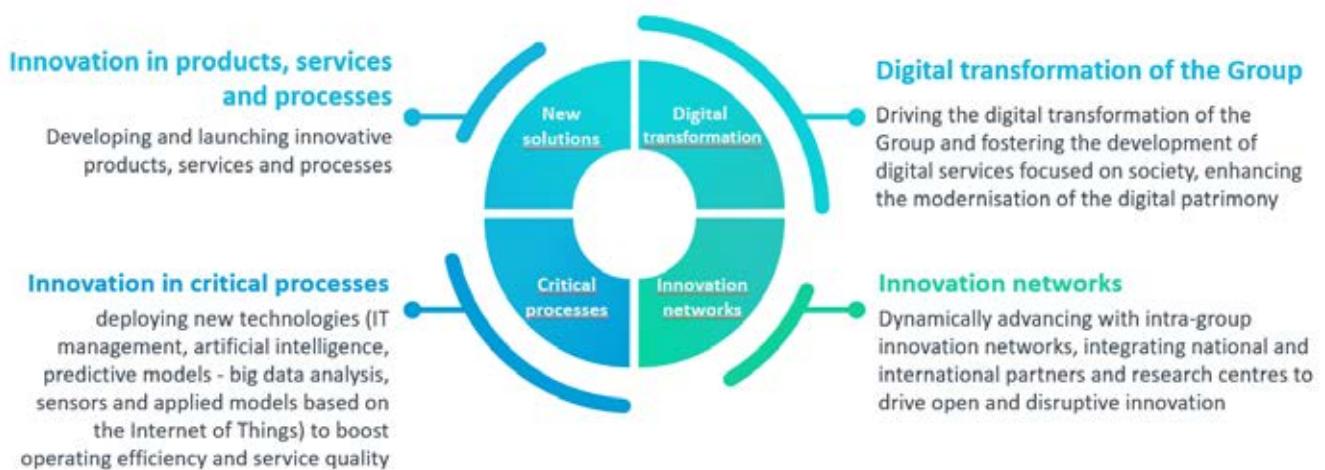 Innovation in products, services
and processes
Developing and launching innovative
products, services and processes
New
solutions
Digital
transformation
Digital transformation of the Group
Driving the digital transformation of the
Group and fostering the development of
digital services focused on society, enhancing
the modernisation of the digital patrimony
Innovation in critical processes
deploying new technologies (IT
management, artificial intelligence,
predictive models - big data analysis,
sensors and applied models based on
the Internet of Things) to boost
operating efficiency and service quality
Critical
processes
Innovation
networks
Innovation networks
Dynamically advancing with intra-group
innovation networks, integrating national and
international partners and research centres to
drive open and disruptive innovation